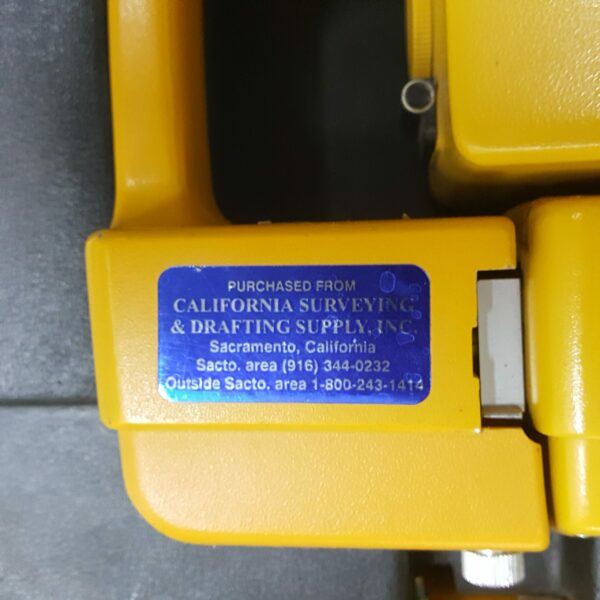 PURCHASED FROM
CALIFORNIA SURVEYING
& DRAFTING SUPPLY, INC.
Sacramento, California
Sacto. area (916) 344-0232
Outside Sacto. area 1-800-243-1414